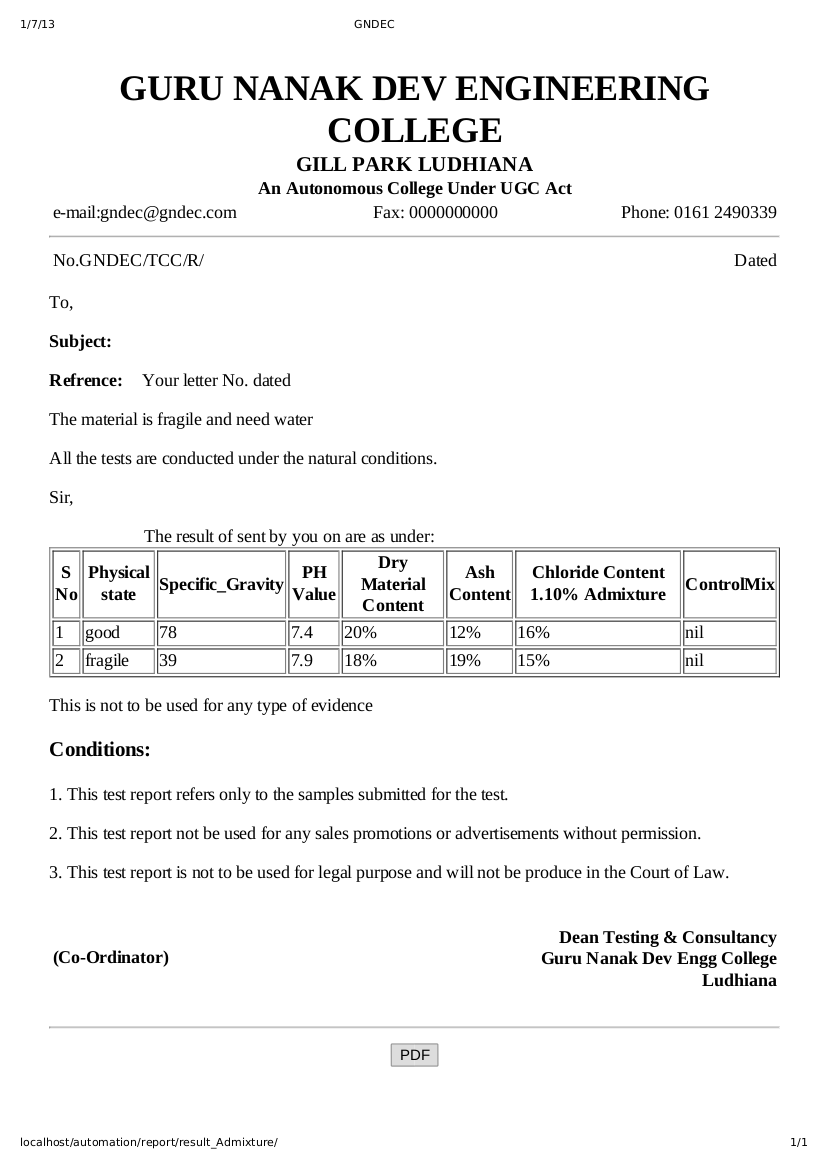 1/7/13 GNDEC
GURU NANAK DEV ENGINEERING
COLLEGE
GILL PARK LUDHIANA
An Autonomous College Under UGC Act
e-mail:gndec@gndec.com Fax: 0000000000 Phone: 0161 2490339
No.GNDEC/TCC/R/ Dated
To,
Subject:
Refrence: Your letter No. dated
The material is fragile and need water
All the tests are conducted under the natural conditions.
Sir,
The result of sent by you on are as under:
S No Physical state Specific_Gravity PH Value Dry Material Content Ash Content Chloride Content 1.10% Admixture ControlMix
1 good 78 7.4 20% 12% 16% nil
2 fragile 39 7.9 18% 19% 15% nil
This is not to be used for any type of evidence
Conditions:
1. This test report refers only to the samples submitted for the test.
2. This test report not be used for any sales promotions or advertisements without permission.
3. This test report is not to be used for legal purpose and will not be produce in the Court of Law.
(Co-Ordinator)
Dean Testing & Consultancy
Guru Nanak Dev Engg College
Ludhiana
PDF
localhost/automation/report/result_Admixture/ 1/1